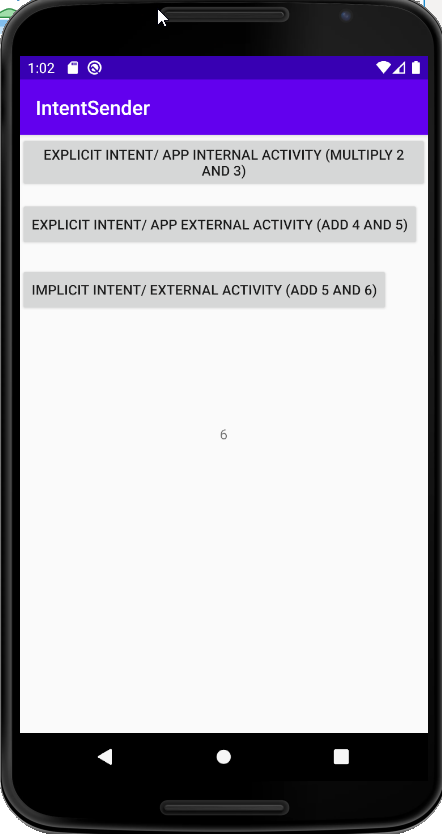 1:02
IntentSender
EXPLICIT INTENT/ APP INTERNAL ACTIVITY (MULTIPLY 2
AND 3)
EXPLICIT INTENT/ APP EXTERNAL ACTIVITY (ADD 4 AND 5)
IMPLICIT INTENT/ EXTERNAL ACTIVITY (ADD 5 AND 6)
6